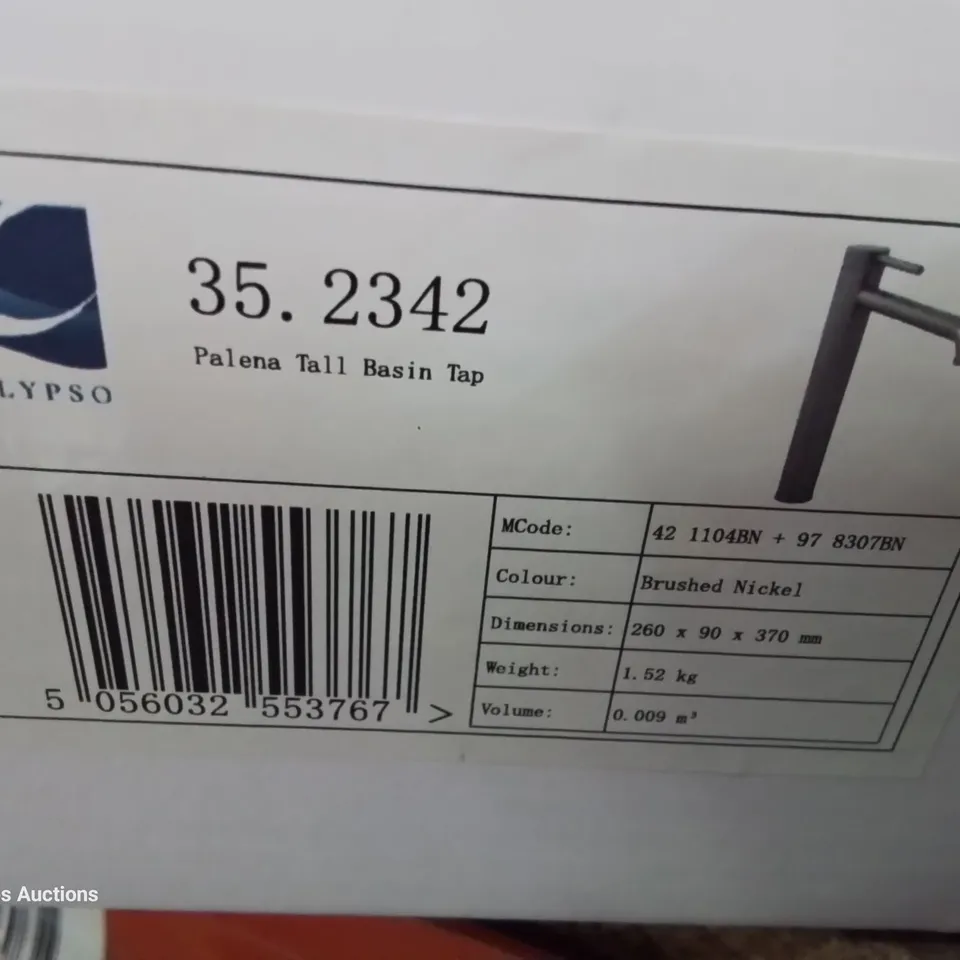 35. 2342
Palena Tall Basin Tap
LYPSO
MCode: 42 1104BN + 97 8307BN
Colour: Brushed Nickel
Dimensions: 260 x 90 x 370 mm
Weight: 1.52 kg
Volume: 0.009 m³
5 056032 553767 >
s Auctions